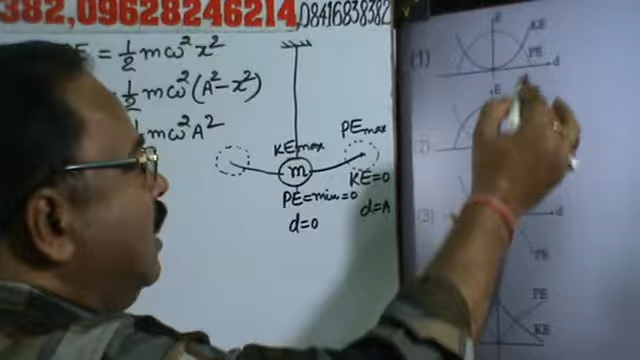 382,09628246214,08416838382
PE = 1/2 mω²x²
1/2 mω²(A²-x²)
mω²A²
KEmax
PEmax
m
KE=0
PE=min=0
d=A
d=0
(1)
E
KE
PE
d
(2)
E
(3)
d
PE
PE
KE